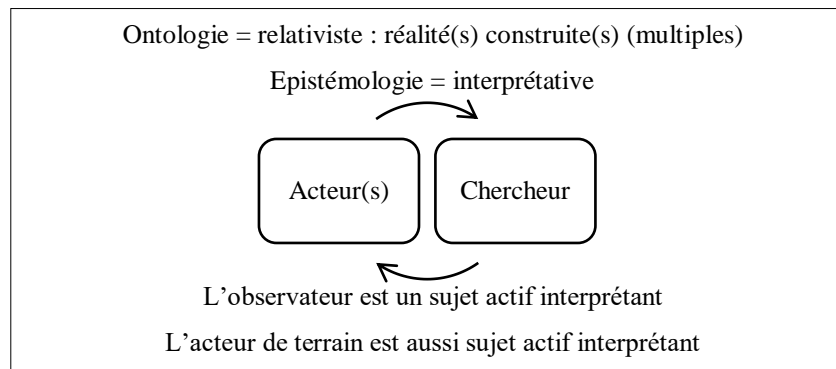 Ontologie = relativiste : réalité(s) construite(s) (multiples)
Epistémologie = interprétative
Acteur(s)
Chercheur
L’observateur est un sujet actif interprétant
L’acteur de terrain est aussi sujet actif interprétant